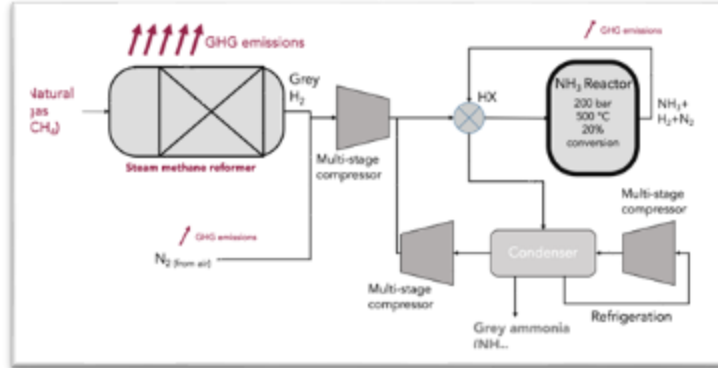 GHG emissions
GHG emissions
Natural
gas
(CH₄)
Grey
H₂
HX
NH₃ Reactor
200 bar
500 °C
20%
conversion
NH₃+
H₂+N₂
Steam methane reformer
Multi-stage
compressor
GHG emissions
N₂ (from air)
Multi-stage
compressor
Condenser
Multi-stage
compressor
Refrigeration
Grey ammonia
(NH